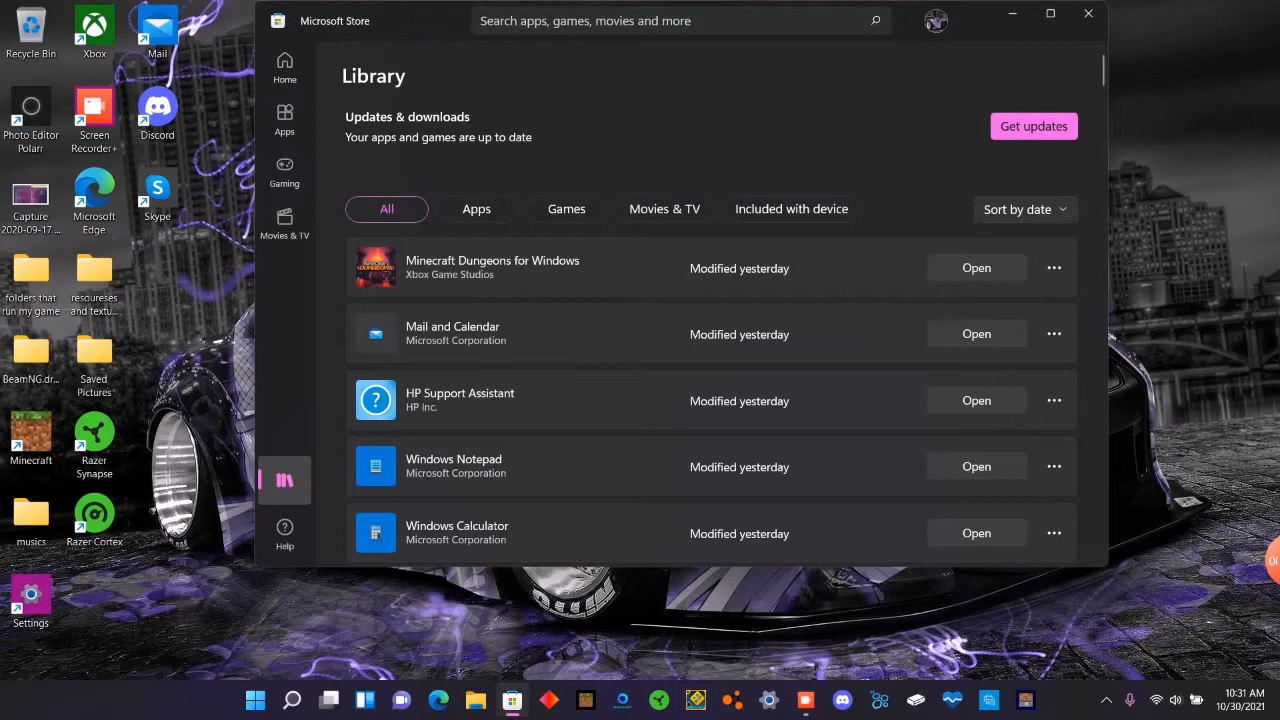 Recycle Bin
Xbox
Mail
Photo Editor
Polarr
Screen
Recorder+
Discord
Capture
2020-09-17 ...
Microsoft
Edge
Skype
folders that
run my game
resoureses
and textu...
BeamNG.dr...
Saved
Pictures
Minecraft
Razer
Synapse
musics
Razer Cortex
Settings
Microsoft Store
Search apps, games, movies and more
Home
Apps
Gaming
Movies & TV
Help
Library
Updates & downloads
Your apps and games are up to date
Get updates
All
Apps
Games
Movies & TV
Included with device
Sort by date
Minecraft Dungeons for Windows
Xbox Game Studios
Modified yesterday
Open
Mail and Calendar
Microsoft Corporation
Modified yesterday
Open
HP Support Assistant
HP Inc.
Modified yesterday
Open
Windows Notepad
Microsoft Corporation
Modified yesterday
Open
Windows Calculator
Microsoft Corporation
Modified yesterday
Open
10:31 AM
10/30/2021